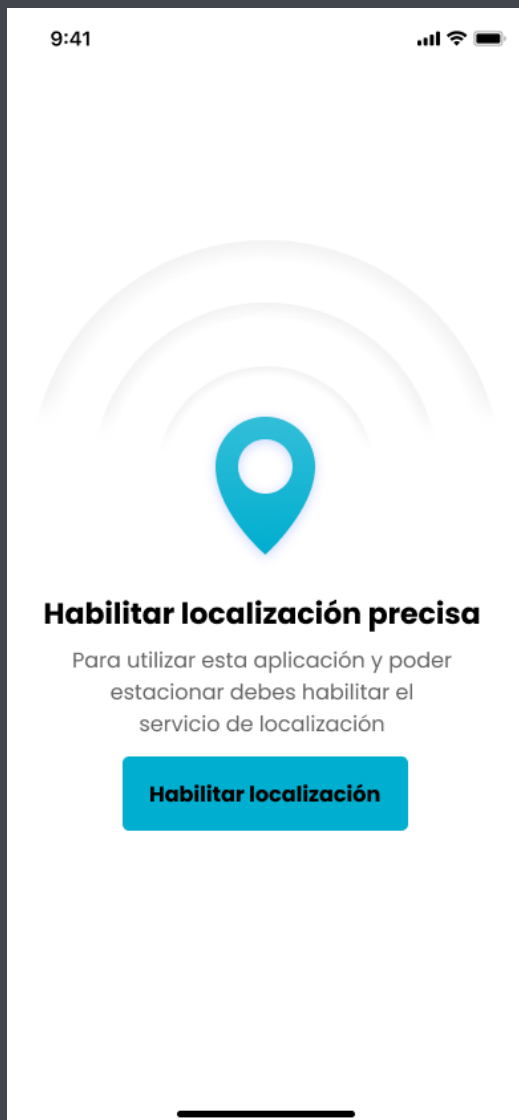 9:41
Habilitar localización precisa
Para utilizar esta aplicación y poder
estacionar debes habilitar el
servicio de localización
Habilitar localización